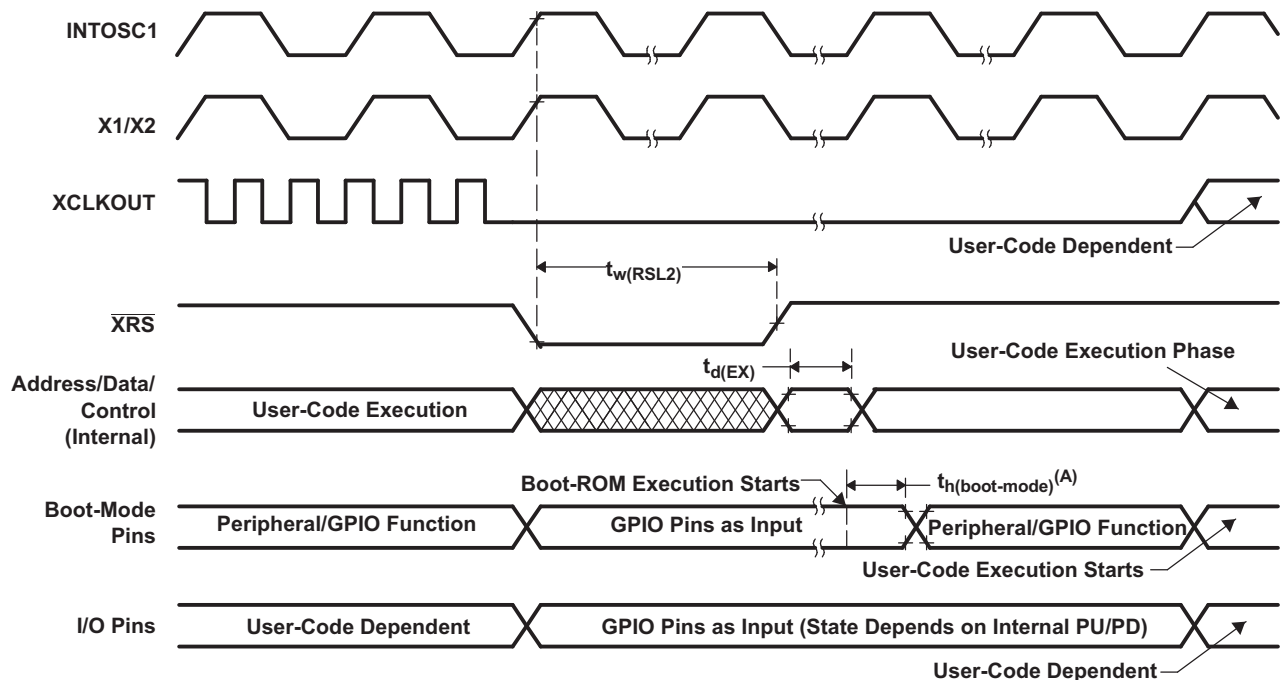 INTOSC1
X1/X2
XCLKOUT
User-Code Dependent
tw(RSL2)
XRS
User-Code Execution Phase
td(EX)
Address/Data/
Control
(Internal)
User-Code Execution
Boot-ROM Execution Starts
th(boot-mode)(A)
Boot-Mode
Pins
Peripheral/GPIO Function
GPIO Pins as Input
Peripheral/GPIO Function
User-Code Execution Starts
I/O Pins
User-Code Dependent
GPIO Pins as Input (State Depends on Internal PU/PD)
User-Code Dependent